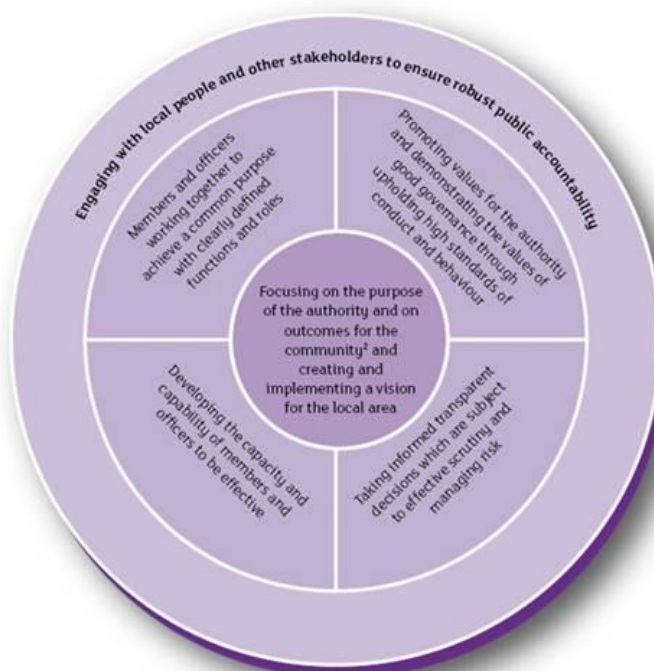 Engaging with local people and other stakeholders to ensure robust public accountability
Members and officers
working together to
achieve a common purpose
with clearly defined
functions and roles
Promoting values for the authority
and demonstrating the values of
good governance through
upholding high standards of
conduct and behaviour
Focusing on the purpose
of the authority and on
outcomes for the
community² and
creating and
implementing a vision
for the local area
Developing the capacity and
capability of members and
officers to be effective
Taking informed transparent
decisions which are subject
to effective scrutiny and
managing risk